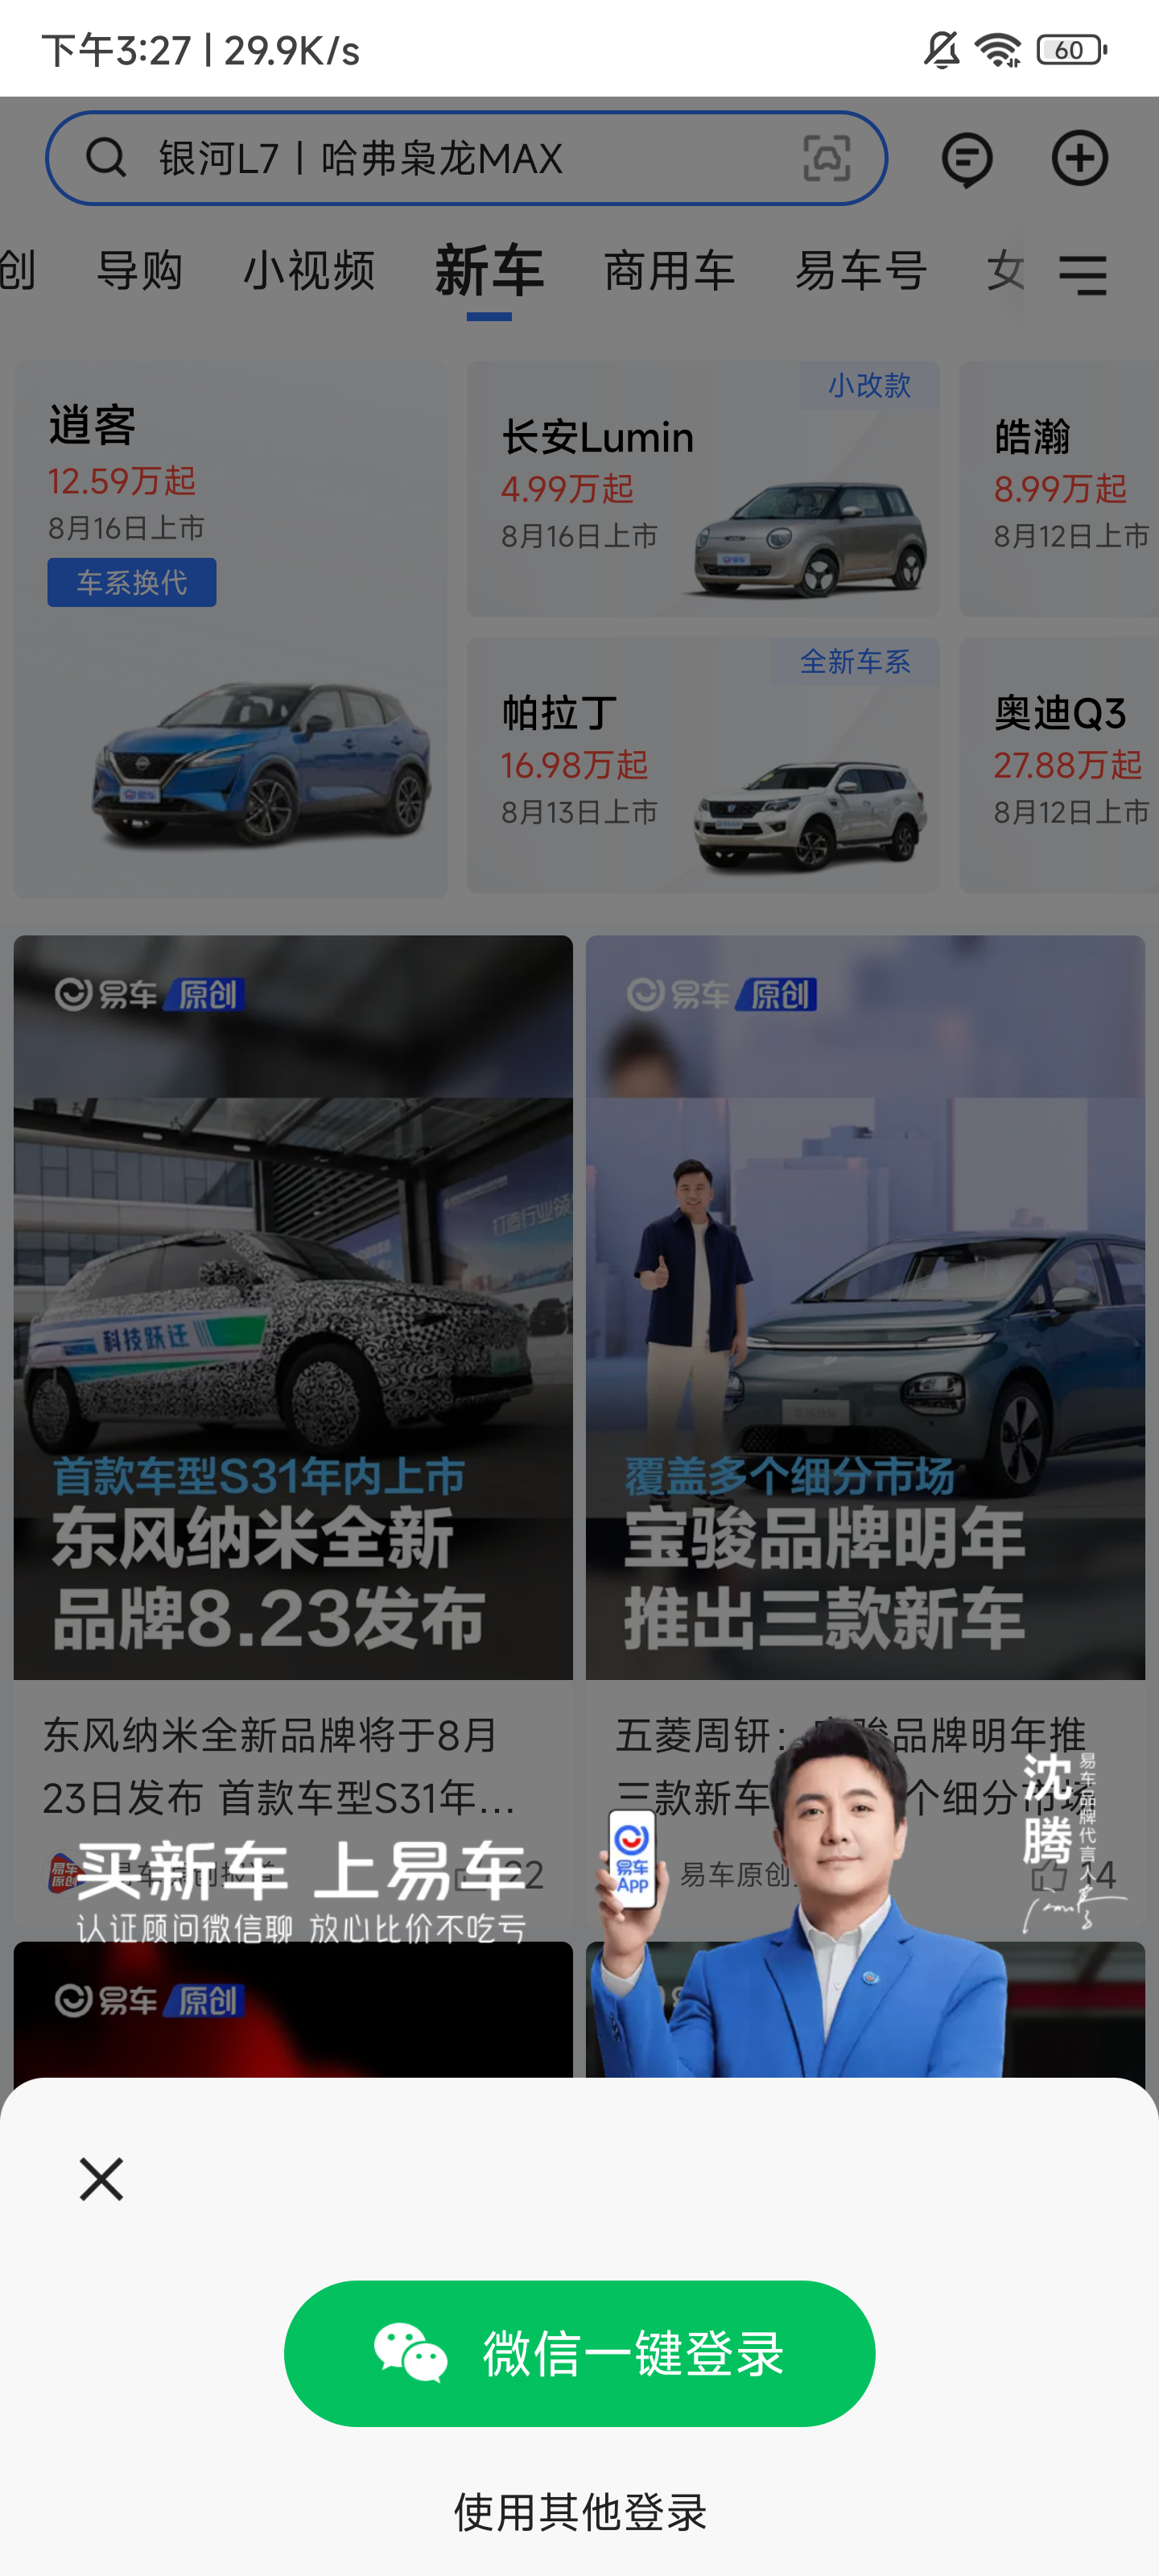 下午3:27 | 29.9K/s
60
银河L7 | 哈弗枭龙MAX
创 导购 小视频 新车 商用车 易车号 女
逍客
12.59万起
8月16日上市
车系换代
小改款
长安Lumin
4.99万起
8月16日上市
皓瀚
8.99万起
8月12日上市
全新车系
帕拉丁
16.98万起
8月13日上市
奥迪Q3
27.88万起
8月12日上市
易车 原创
打造行业领
科技跃迁
首款车型S31年内上市
东风纳米全新
品牌8.23发布
易车 原创
覆盖多个细分市场
宝骏品牌明年
推出三款新车
东风纳米全新品牌将于8月
23日发布 首款车型S31年...
易车原创
22
五菱周钘：宝骏品牌明年推
三款新车 个细分市场
易车原创
14
买新车 上易车
认证顾问微信聊 放心比价不吃亏
易车
App
沈腾
易车品牌代言人
易车 原创
微信一键登录
使用其他登录